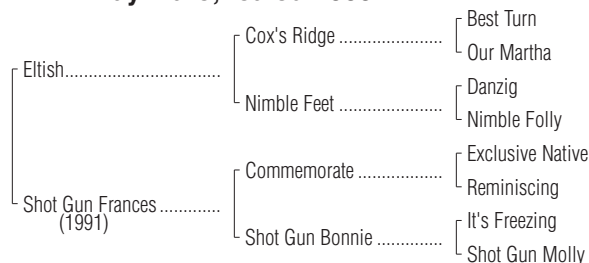 Best Turn
Cox's Ridge
Our Martha
Eltish
Danzig
Nimble Feet
Nimble Folly
Exclusive Native
Commemorate
Reminiscing
Shot Gun Frances
(1991)
It's Freezing
Shot Gun Bonnie
Shot Gun Molly